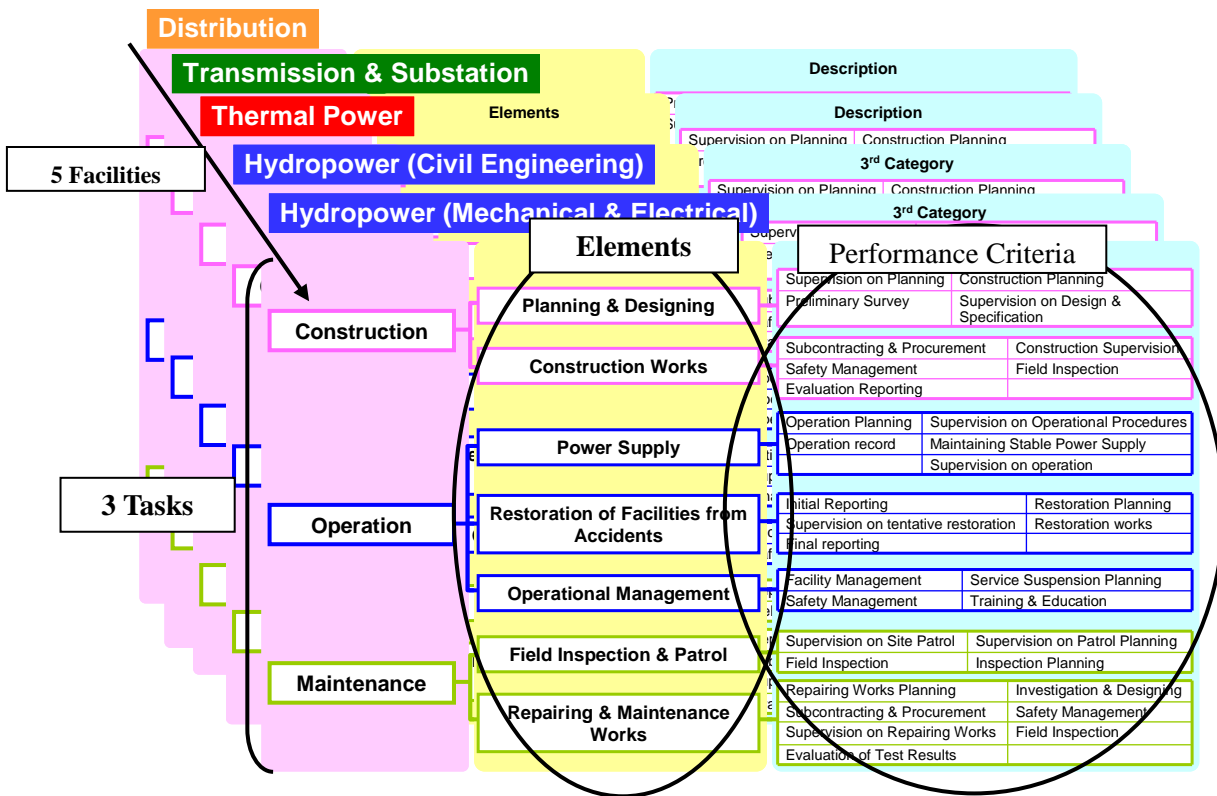 Distribution
Transmission & Substation
Description
Thermal Power
Elements
Description
Supervision on Planning Construction Planning
Hydropower (Civil Engineering)
3rd Category
5 Facilities
Supervision on Planning Construction Planning
Hydropower (Mechanical & Electrical)
3rd Category
Elements
Performance Criteria
Supervision on Planning Construction Planning
Planning & Designing
Preliminary Survey Supervision on Design &
Specification
Construction
Subcontracting & Procurement Construction Supervision
Construction Works
Safety Management Field Inspection
Evaluation Reporting
Operation Planning Supervision on Operational Procedures
Power Supply
Operation record Maintaining Stable Power Supply
Supervision on operation
3 Tasks
Initial Reporting Restoration Planning
Operation
Restoration of Facilities from
Accidents
Supervision on tentative restoration Restoration works
Final reporting
Facility Management Service Suspension Planning
Operational Management
Safety Management Training & Education
Supervision on Site Patrol Supervision on Patrol Planning
Field Inspection & Patrol
Field Inspection Inspection Planning
Maintenance
Repairing Works Planning Investigation & Designing
Repairing & Maintenance
Works
Subcontracting & Procurement Safety Management
Supervision on Repairing Works Field Inspection
Evaluation of Test Results